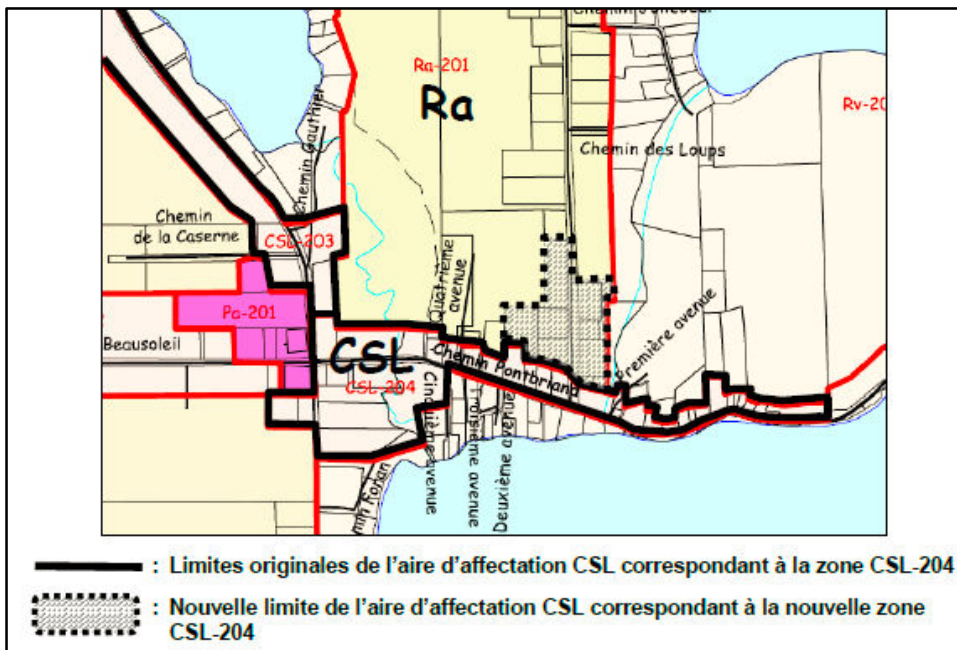 Ra-201
Ra
Rv-20
Chemin Gauthier
Chemin des Loups
Chemin
de la Caserne
CSL-203
Quatrième
avenue
Pa-201
Beausoleil
CSL
CSL-204
Chemin Pontbriand
Première avenue
Cinquième avenue
Troisième avenue
Deuxième avenue
: Limites originales de l'aire d'affectation CSL correspondant à la zone CSL-204
: Nouvelle limite de l'aire d'affectation CSL correspondant à la nouvelle zone
CSL-204